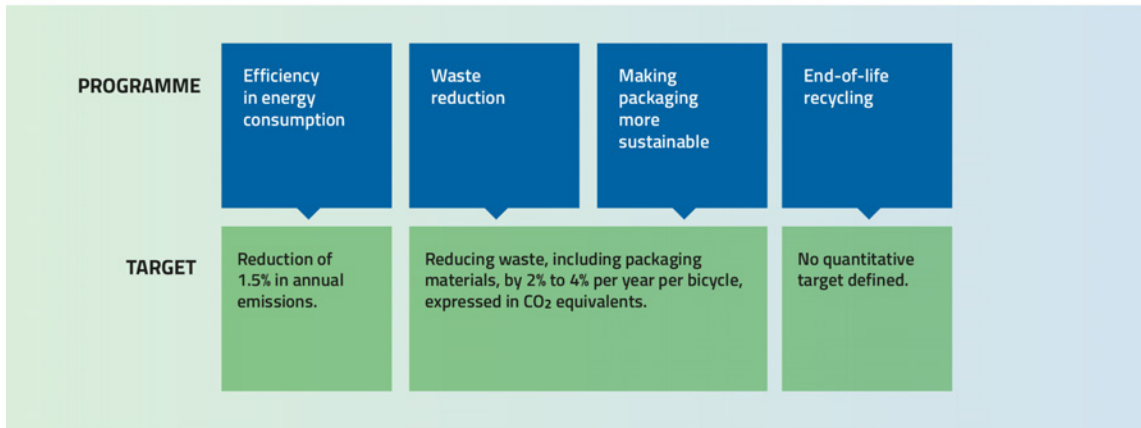 PROGRAMME
Efficiency
in energy
consumption
Waste
reduction
Making
packaging
more
sustainable
End-of-life
recycling
TARGET
Reduction of
1.5% in annual
emissions.
Reducing waste, including packaging
materials, by 2% to 4% per year per bicycle,
expressed in CO₂ equivalents.
No quantitative
target defined.